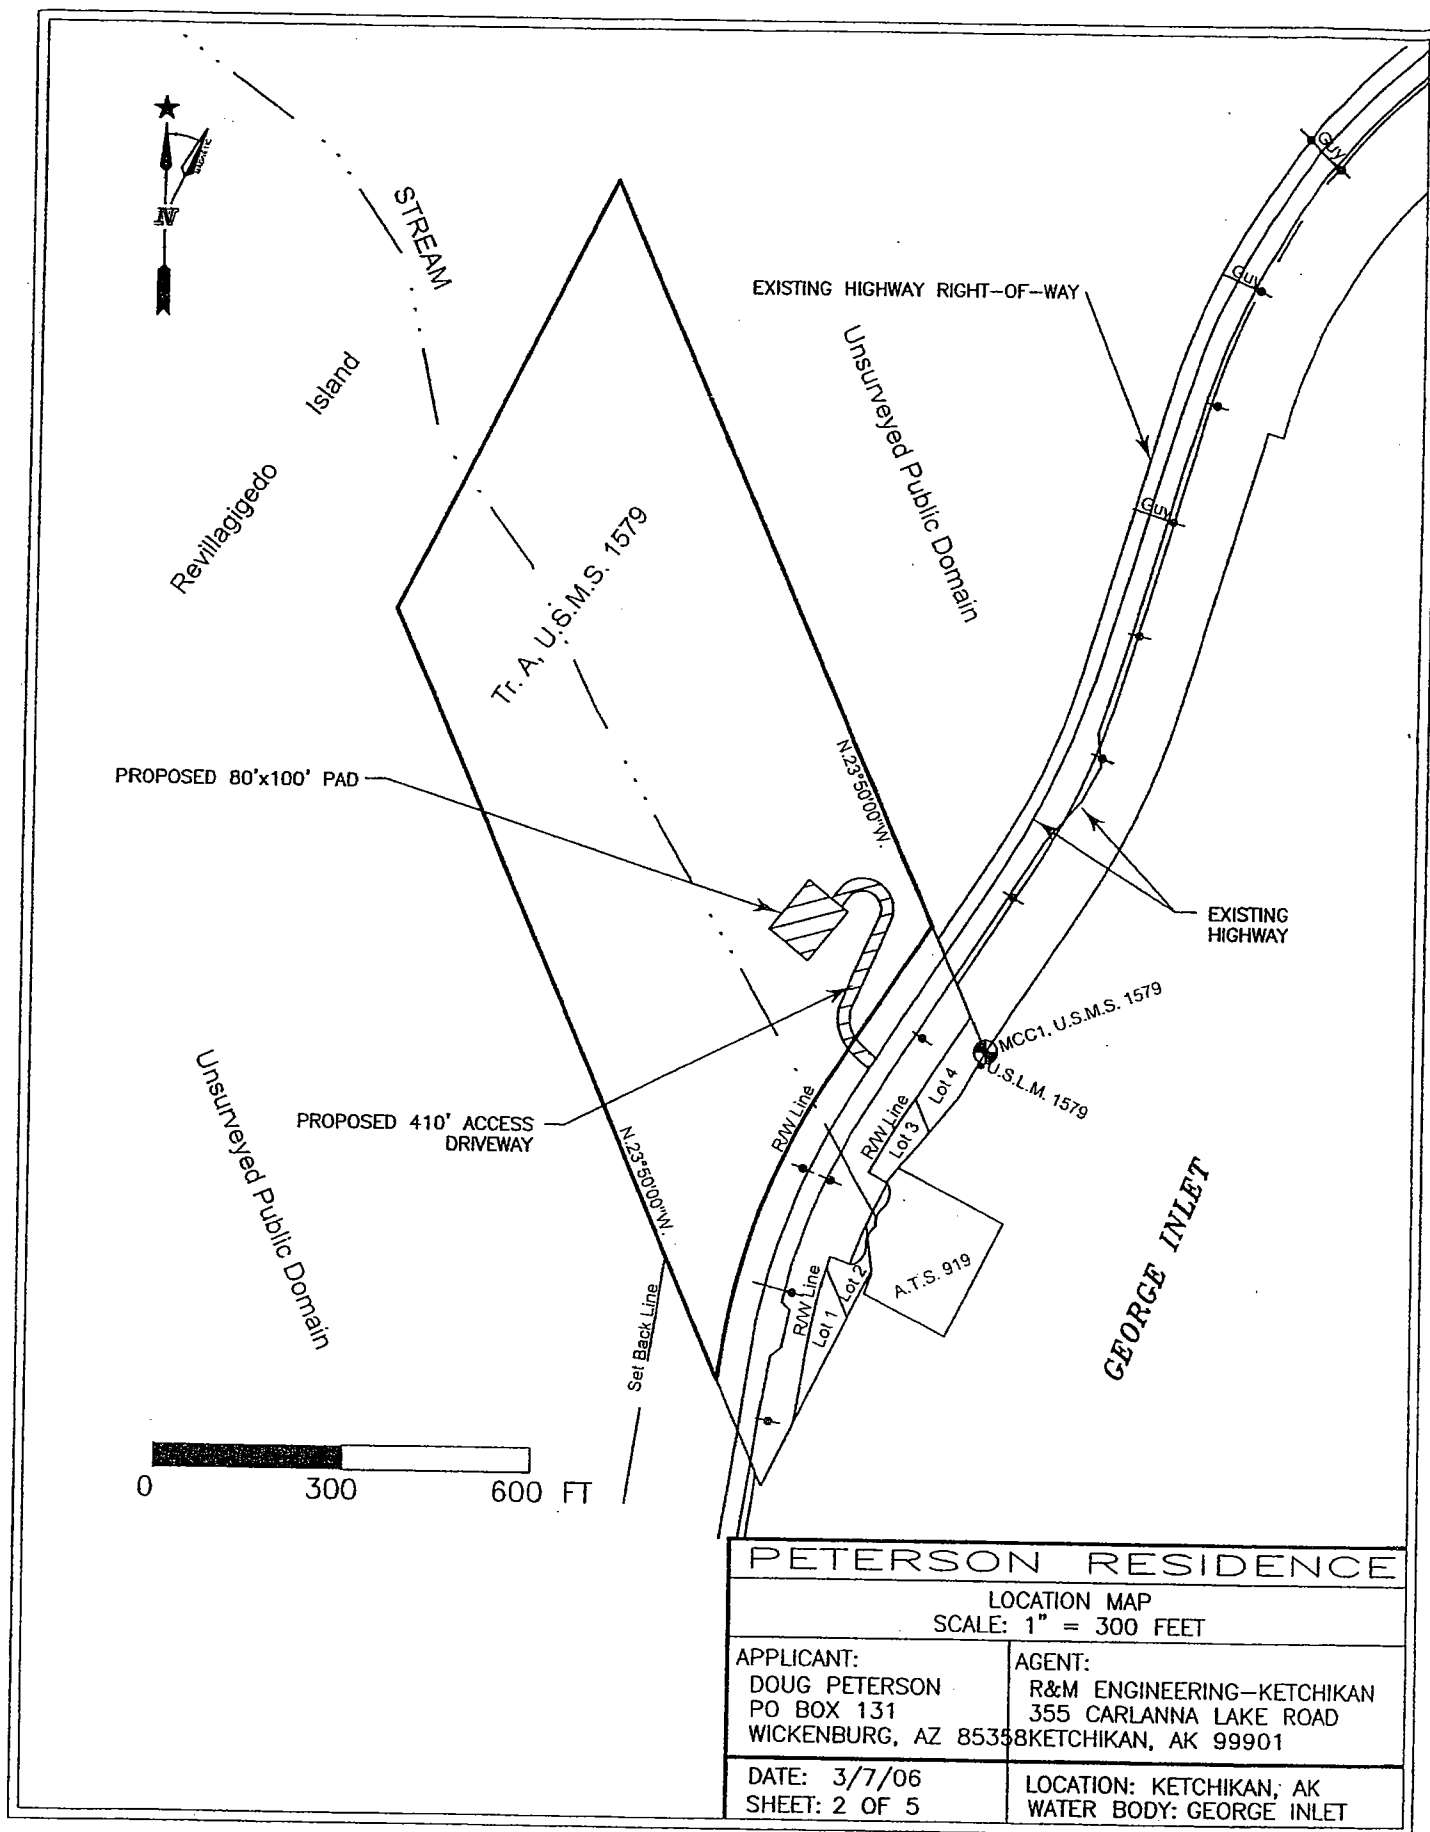 N
STREAM
Guy
EXISTING HIGHWAY RIGHT-OF-WAY
Guy
Unsurveyed Public Domain
Revillagigedo Island
Guy
Tr. A, U.S.M.S. 1579
N.23°50'00"W.
PROPOSED 80'x100' PAD
EXISTING
HIGHWAY
MCC1, U.S.M.S. 1579
U.S.L.M. 1579
Unsurveyed Public Domain
PROPOSED 410' ACCESS
DRIVEWAY
R/W Line
R/W Line
Lot 4
Lot 3
N.23°50'00"W.
GEORGE INLET
A.T.S. 919
Set Back Line
R/W Line
Lot 2
Lot 1
0 300 600 FT
PETERSON RESIDENCE
LOCATION MAP
SCALE: 1" = 300 FEET
APPLICANT:
DOUG PETERSON
PO BOX 131
WICKENBURG, AZ 85358
AGENT:
R&M ENGINEERING-KETCHIKAN
355 CARLANNA LAKE ROAD
KETCHIKAN, AK 99901
DATE: 3/7/06
SHEET: 2 OF 5
LOCATION: KETCHIKAN, AK
WATER BODY: GEORGE INLET